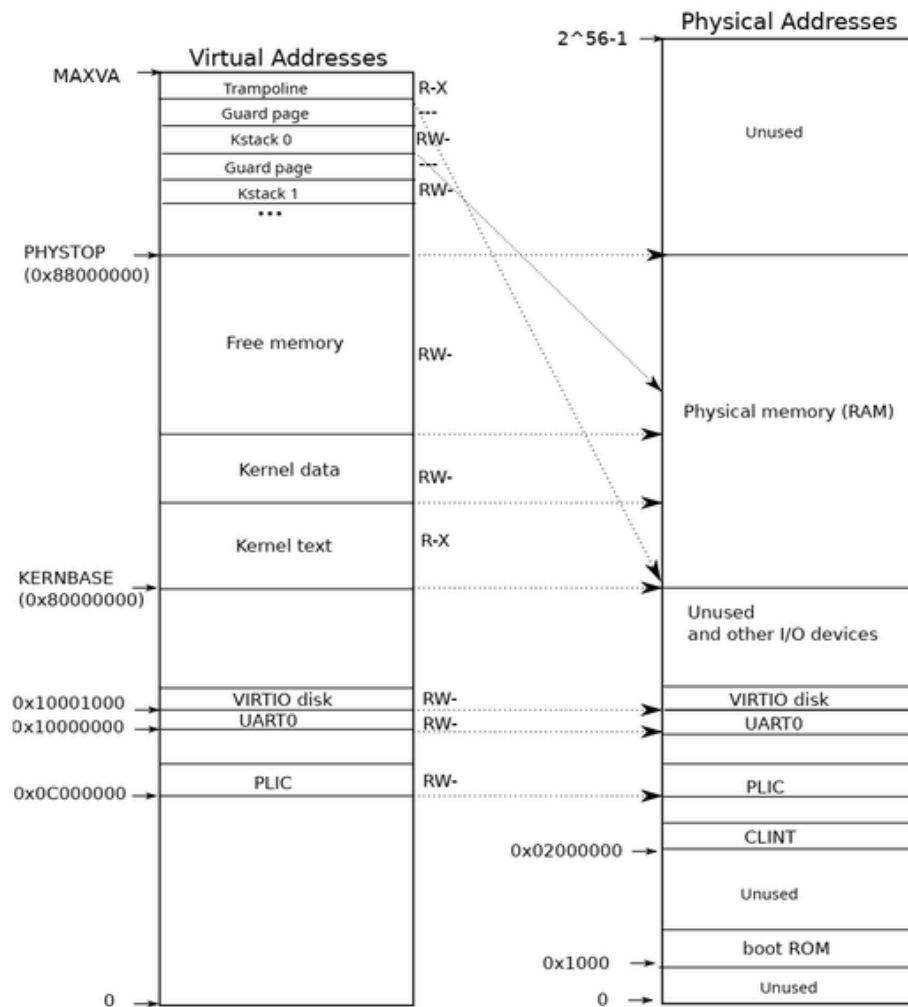 Physical Addresses
2^56-1
Virtual Addresses
MAXVA
Trampoline
R-X
Guard page
---
Unused
Kstack 0
RW-
Guard page
---
Kstack 1
RW-
...
PHYSTOP
(0x88000000)
Free memory
RW-
Physical memory (RAM)
Kernel data
RW-
Kernel text
R-X
KERNBASE
(0x80000000)
Unused
and other I/O devices
0x10001000
VIRTIO disk
RW-
VIRTIO disk
0x10000000
UART0
RW-
UART0
0x0C000000
PLIC
RW-
PLIC
CLINT
0x02000000
Unused
boot ROM
0x1000
Unused
0
0